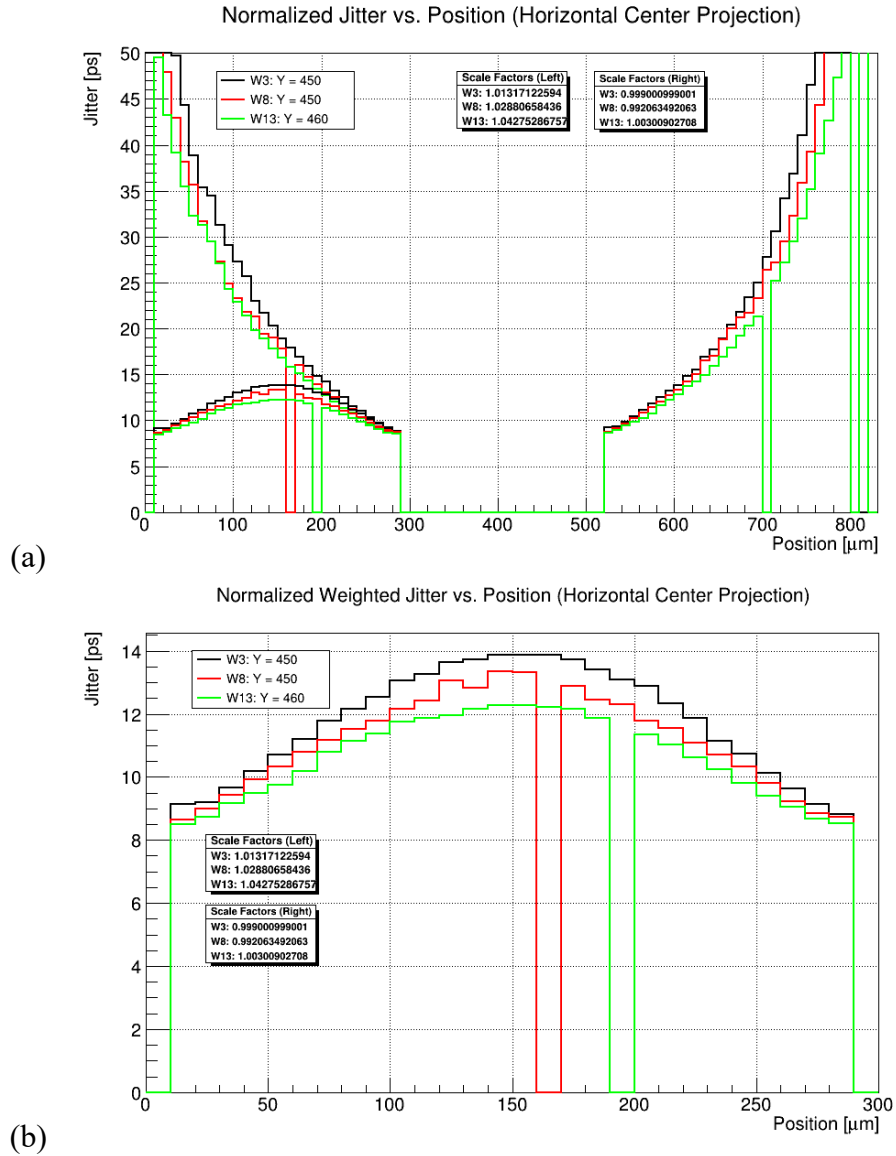 Normalized Jitter vs. Position (Horizontal Center Projection)
Jitter [ps]
50
45
40
35
30
25
20
15
10
5
0
W3: Y = 450
W8: Y = 450
W13: Y = 460
Scale Factors (Left)
W3: 1.01317122594
W8: 1.02880658436
W13: 1.04275286757
Scale Factors (Right)
W3: 0.999000999001
W8: 0.992063492063
W13: 1.00300902708
0 100 200 300 400 500 600 700 800
Position [μm]
(a)
Normalized Weighted Jitter vs. Position (Horizontal Center Projection)
Jitter [ps]
14
12
10
8
6
4
2
0
W3: Y = 450
W8: Y = 450
W13: Y = 460
Scale Factors (Left)
W3: 1.01317122594
W8: 1.02880658436
W13: 1.04275286757
Scale Factors (Right)
W3: 0.999000999001
W8: 0.992063492063
W13: 1.00300902708
0 50 100 150 200 250 300
Position [μm]
(b)